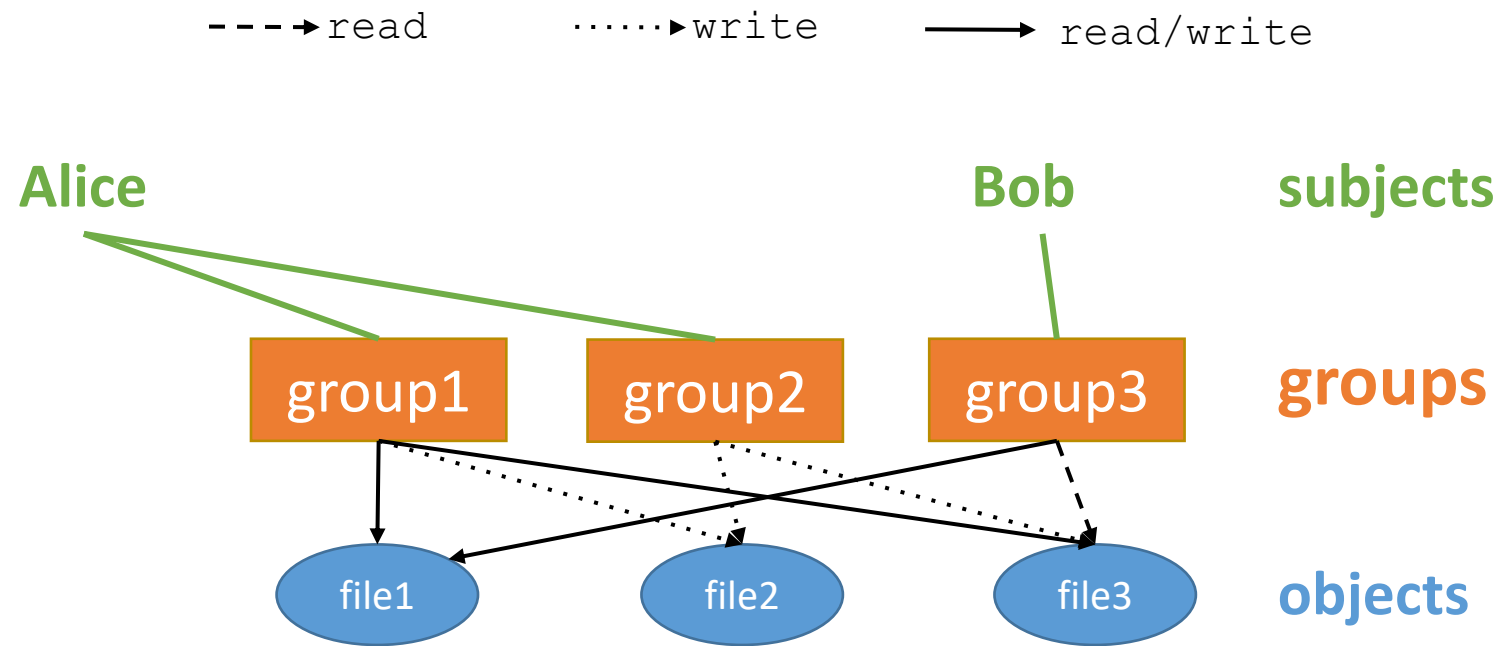 read write read/write
Alice Bob subjects
group1 group2 group3 groups
file1 file2 file3 objects